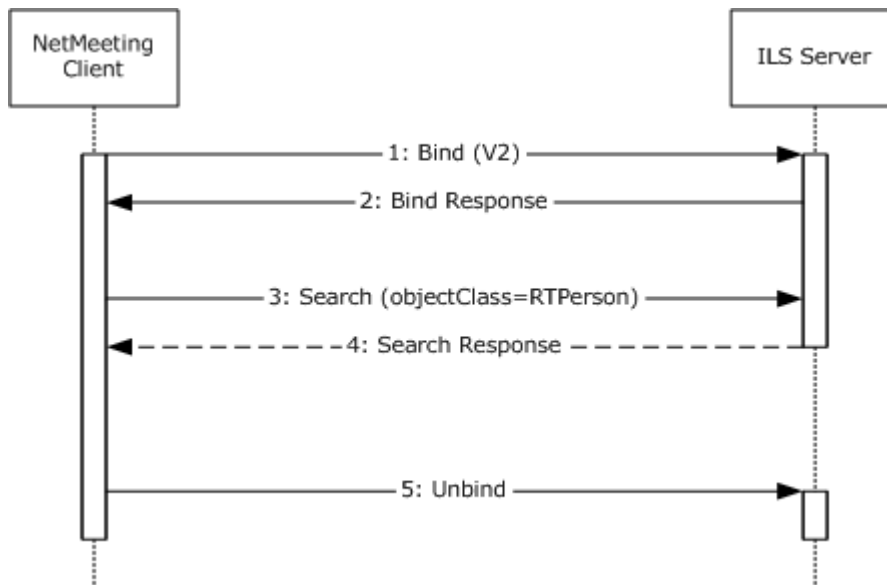 NetMeeting
Client
ILS Server
1: Bind (V2)
2: Bind Response
3: Search (objectClass=RTPerson)
4: Search Response
5: Unbind